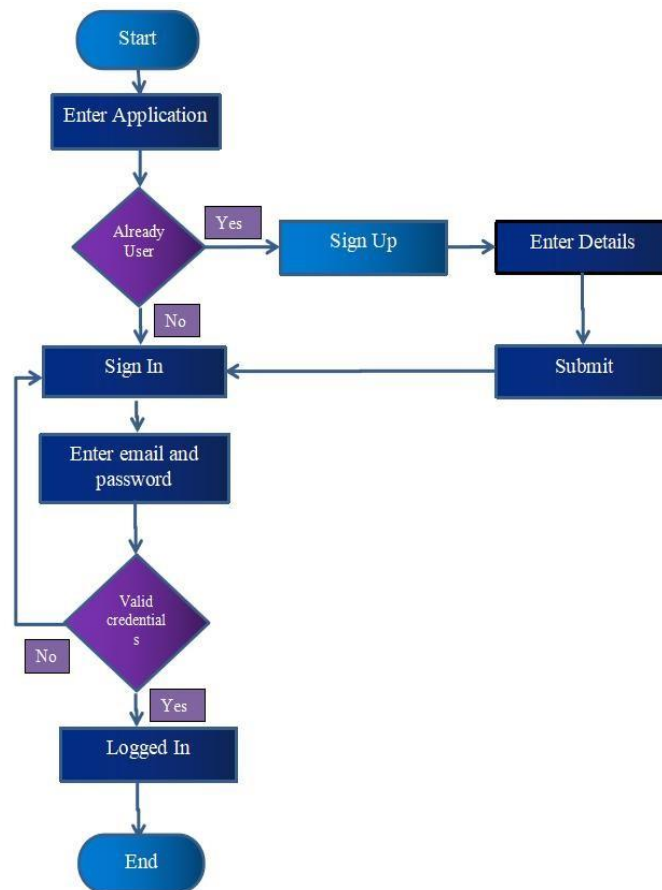 Start
Enter Application
Already
User
Yes
Sign Up
Enter Details
No
Sign In
Submit
Enter email and
password
Valid
credential
s
No
Yes
Logged In
End